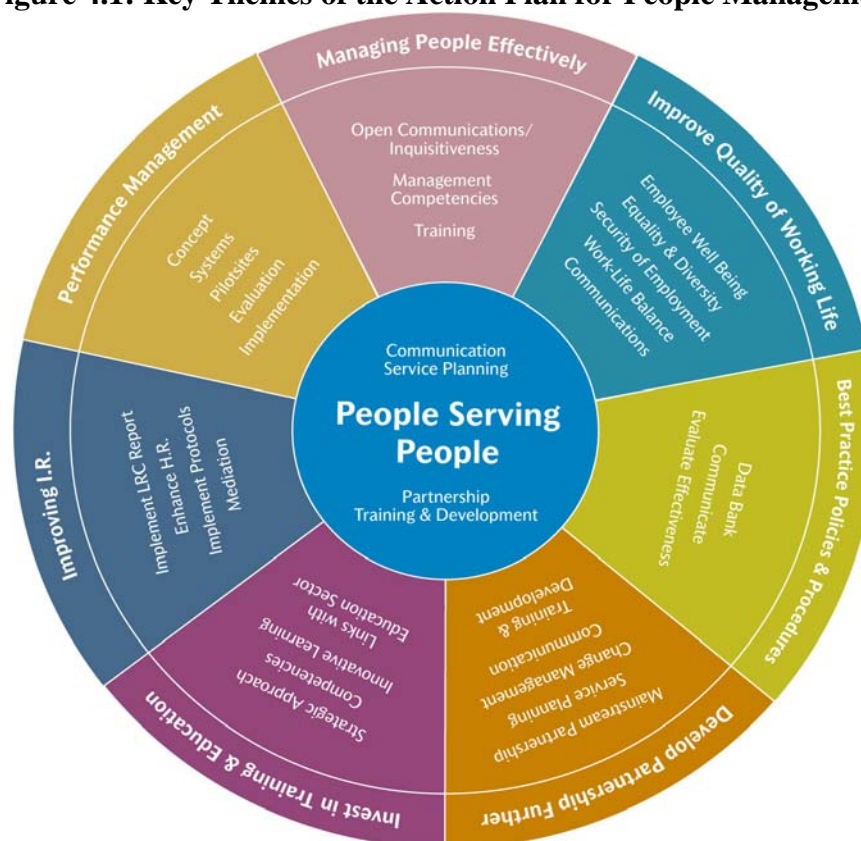 igure 4.1: Key Themes of the Action Plan for People Manageme
Managing People Effectively
Open Communications/
Inquisitiveness
Management
Competencies
Training
Improve Quality of Working Life
Employee Well Being
Equality & Diversity
Security of Employment
Work-Life Balance
Communications
Best Practice Policies & Procedures
Data Bank
Communicate
Evaluate Effectiveness
Develop Partnership Further
Mainstream Partnership
Service Planning
Change Management
Communication
Training &
Development
Invest in Training & Education
Strategic Approach
Competencies
Innovative Learning
Links with
Education Sector
Improving I.R.
Implement LRC Report
Enhance H.R.
Implement Protocols
Mediation
Performance Management
Concept
Systems
Pilotsites
Evaluation
Implementation
Communication
Service Planning
People Serving
People
Partnership
Training & Development